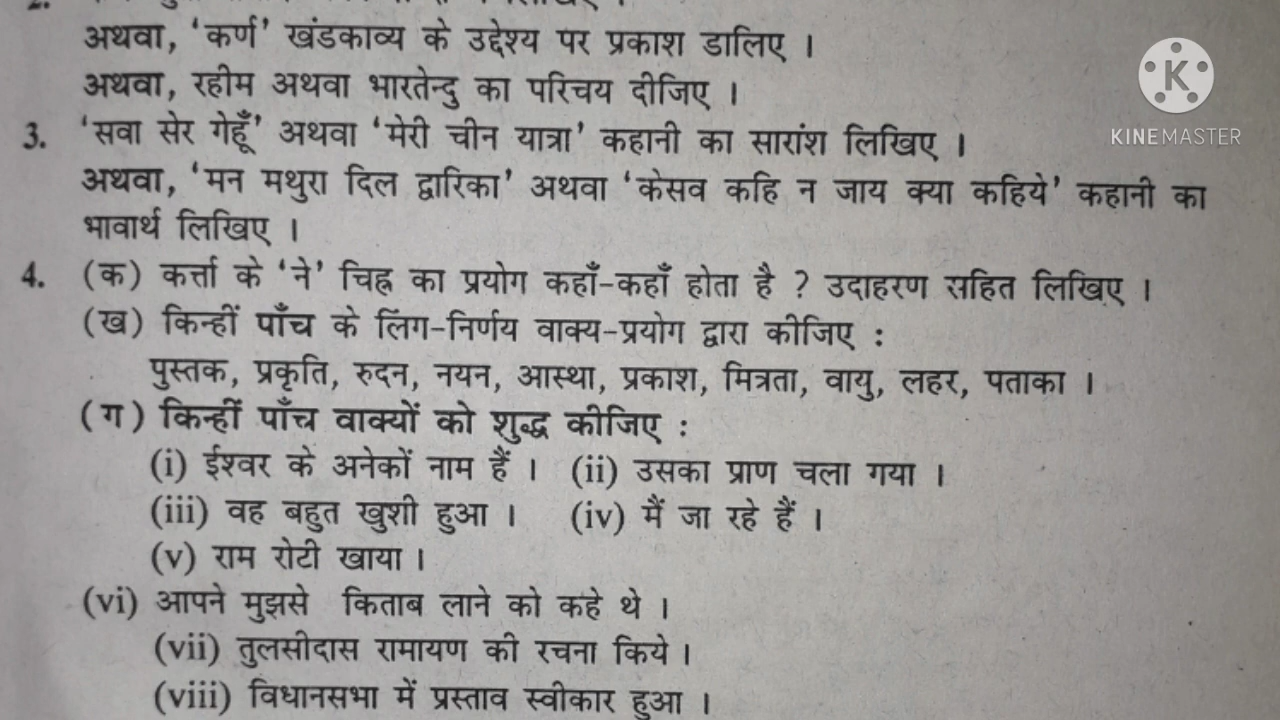 अथवा, 'कर्ण' खंडकाव्य के उद्देश्य पर प्रकाश डालिए ।
अथवा, रहीम अथवा भारतेन्दु का परिचय दीजिए ।
3. 'सवा सेर गेहूँ' अथवा 'मेरी चीन यात्रा' कहानी का सारांश लिखिए ।
अथवा, 'मन मथुरा दिल द्वारिका' अथवा 'केसव कहि न जाय क्या कहिये' कहानी का
भावार्थ लिखिए ।
4. (क) कर्त्ता के 'ने' चिह्न का प्रयोग कहाँ-कहाँ होता है ? उदाहरण सहित लिखिए ।
(ख) किन्हीं पाँच के लिंग-निर्णय वाक्य-प्रयोग द्वारा कीजिए :
पुस्तक, प्रकृति, रुदन, नयन, आस्था, प्रकाश, मित्रता, वायु, लहर, पताका ।
(ग) किन्हीं पाँच वाक्यों को शुद्ध कीजिए :
(i) ईश्वर के अनेकों नाम हैं । (ii) उसका प्राण चला गया ।
(iii) वह बहुत खुशी हुआ । (iv) मैं जा रहे हैं ।
(v) राम रोटी खाया ।
(vi) आपने मुझसे किताब लाने को कहे थे ।
(vii) तुलसीदास रामायण की रचना किये ।
(viii) विधानसभा में प्रस्ताव स्वीकार हुआ ।
K
KINEMASTER